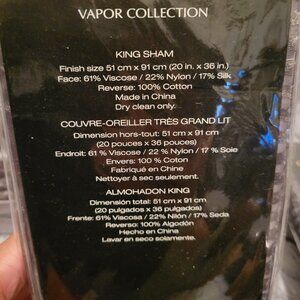 VAPOR COLLECTION
KING SHAM
Finish size 51 cm x 91 cm (20 in. x 36 in.)
Face: 61% Viscose / 22% Nylon / 17% Silk
Reverse: 100% Cotton
Made in China
Dry clean only.
COUVRE-OREILLER TRÈS GRAND LIT
Dimension hors-tout: 51 cm x 91 cm
(20 pouces x 36 pouces)
Endroit: 61% Viscose / 22 % Nylon / 17 % Soie
Envers: 100 % Coton
Fabriqué en Chine
Nettoyer à sec seulement.
ALMOHADON KING
Dimensión total: 51 cm x 91 cm
(20 pulgados x 36 pulgados)
Frente: 61% Viscosa / 22% Nilón / 17% Seda
Reverso: 100% Algodón
Hecho en China
Lavar en seco solamente.